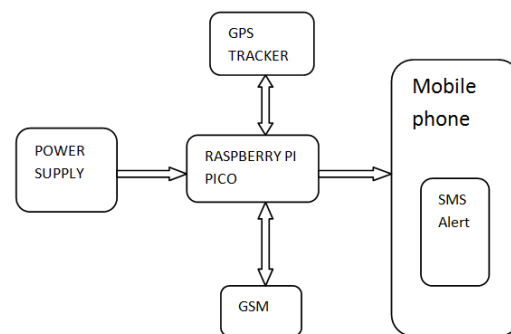 GPS
TRACKER
Mobile
phone
POWER
SUPPLY
RASPBERRY PI
PICO
SMS
Alert
GSM